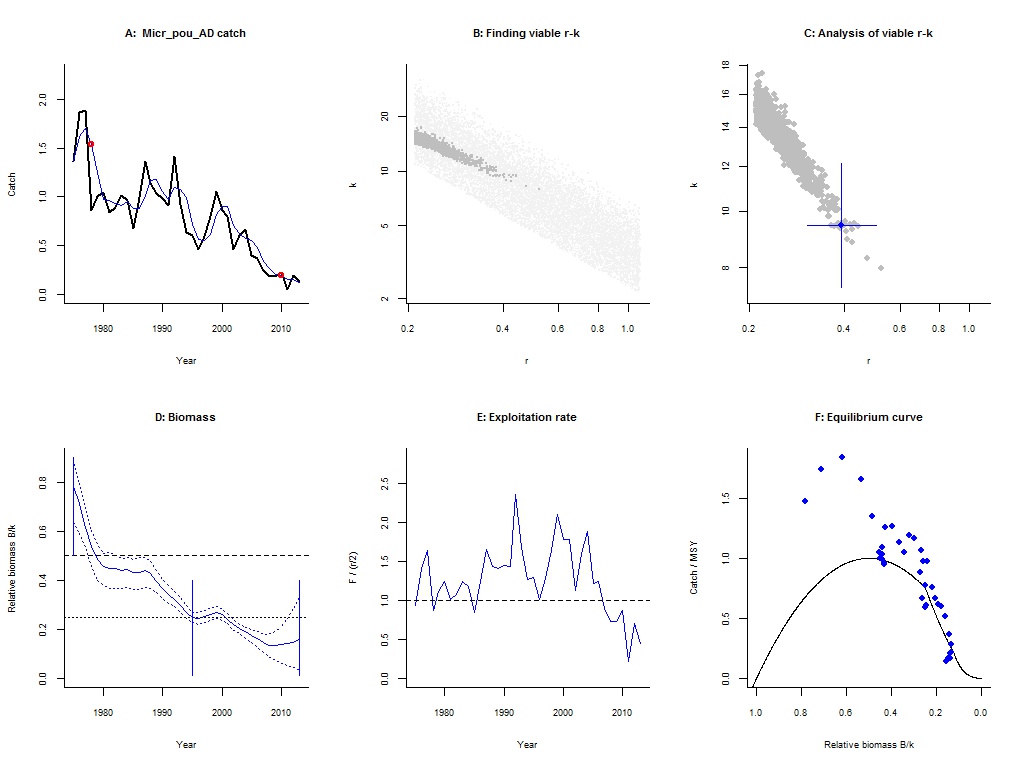 A: Micr_pou_AD catch
B: Finding viable r-k
C: Analysis of viable r-k
Catch
0.0 0.5 1.0 1.5 2.0
1980 1990 2000 2010
Year
k
2 5 10 20
0.2 0.4 0.6 0.8 1.0
r
k
8 10 12 14 16 18
0.2 0.4 0.6 0.8 1.0
r
D: Biomass
E: Exploitation rate
F: Equilibrium curve
Relative biomass B/k
0.0 0.2 0.4 0.6 0.8
1980 1990 2000 2010
Year
F / (r/2)
0.0 0.5 1.0 1.5 2.0 2.5
1980 1990 2000 2010
Year
Catch / MSY
0.0 0.5 1.0 1.5
1.0 0.8 0.6 0.4 0.2 0.0
Relative biomass B/k